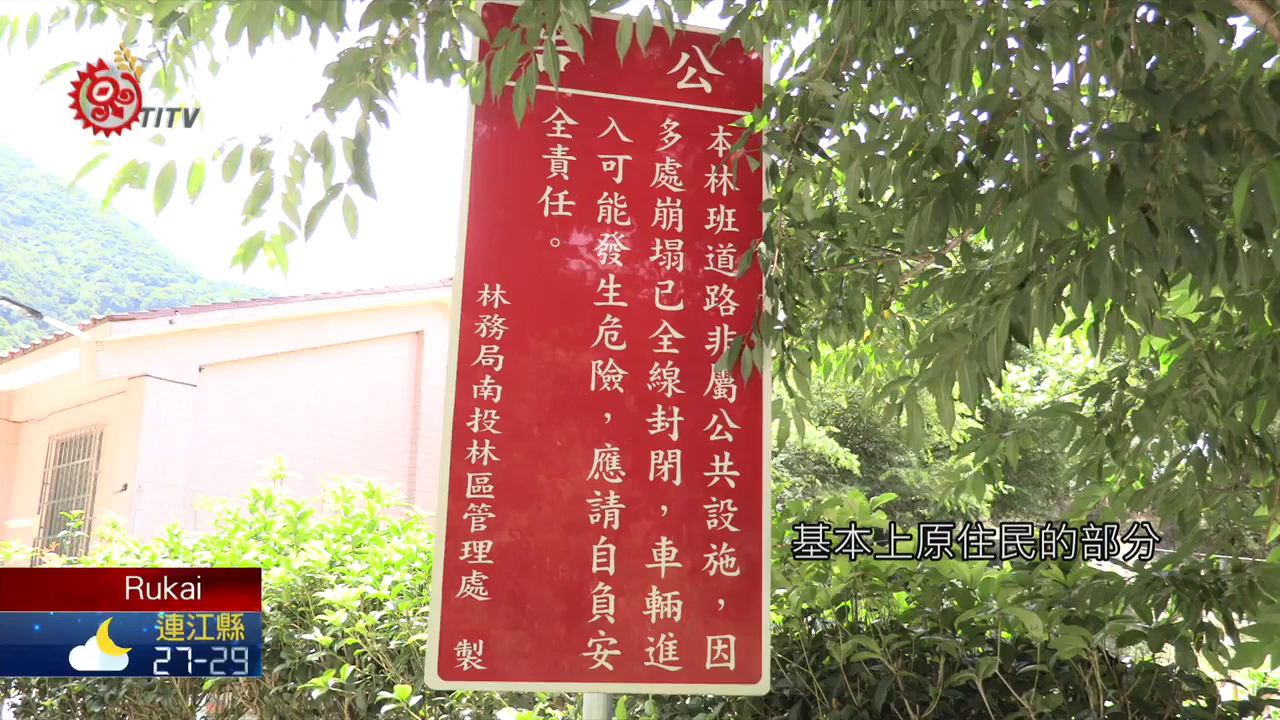 TITV
公告
本林班道路非屬公共設施，因
多處崩塌已全線封閉，車輛進
入可能發生危險，應請自負安
全責任。
林務局南投林區管理處 製
基本上原住民的部分
Rukai
連江縣
27-29